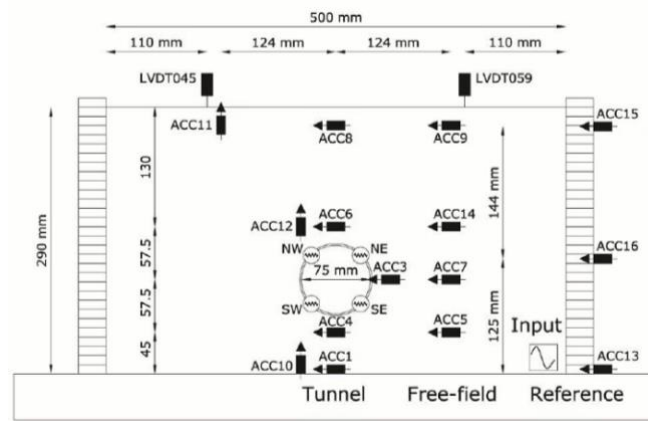 500 mm
110 mm
124 mm
124 mm
110 mm
LVDT045
LVDT059
ACC11
ACC8
ACC9
ACC15
130
144 mm
290 mm
ACC12
ACC6
ACC14
NW
NE
57.5
75 mm
ACC3
ACC7
ACC16
57.5
SW
SE
ACC4
ACC5
125 mm
Input
45
ACC10
ACC1
ACC13
Tunnel
Free-field
Reference